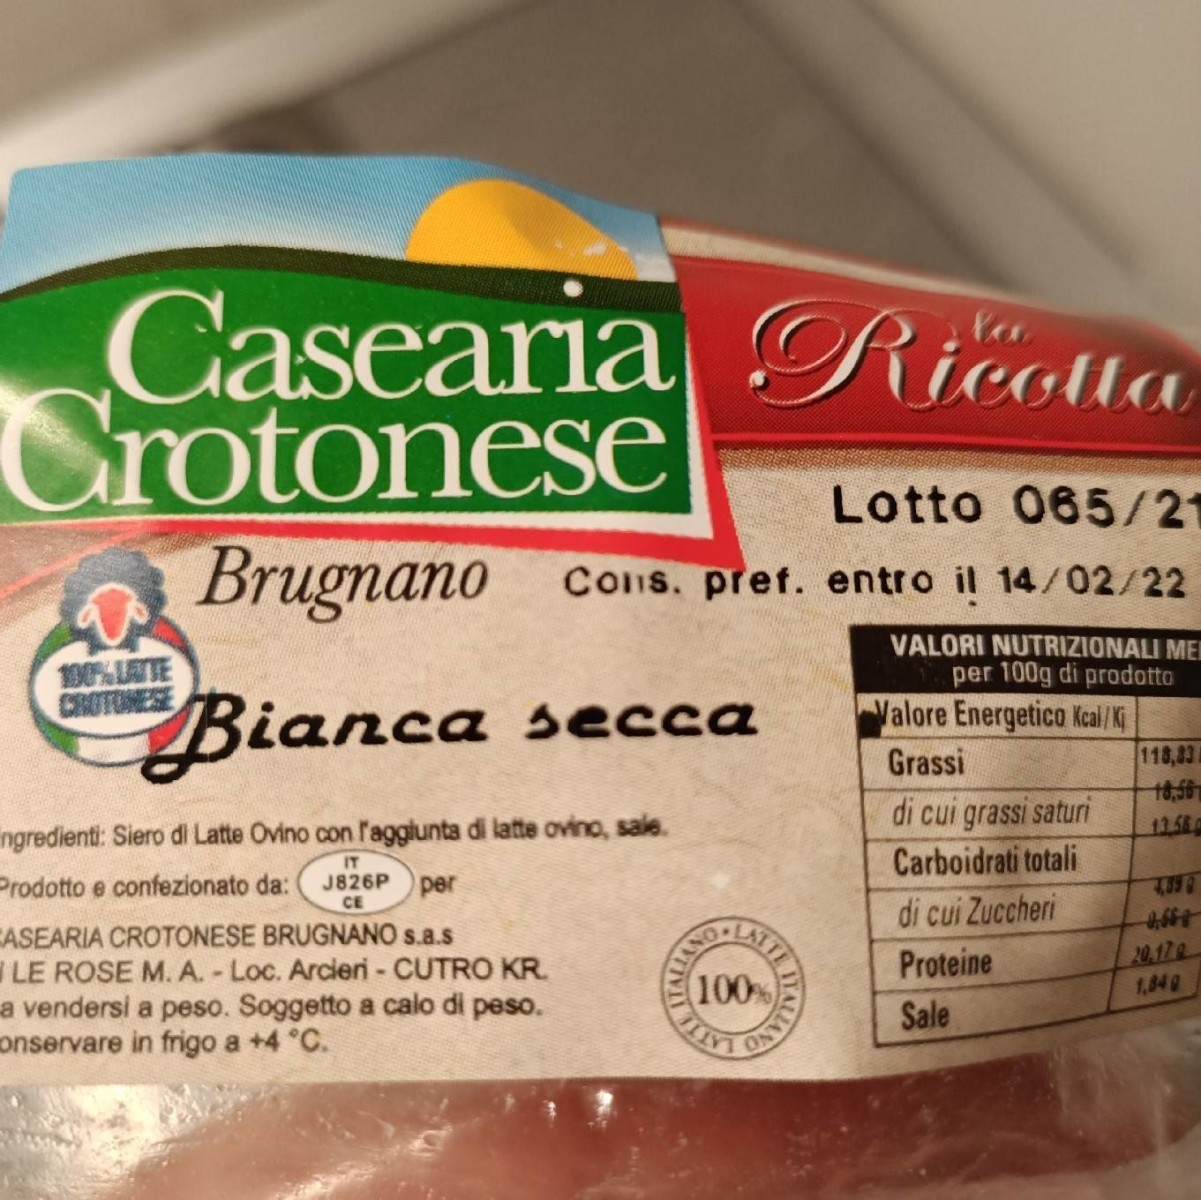 Casearia
Crotonese
la
Ricotta
Lotto 065/21
Brugnano
Cons. pref. entro il 14/02/22
100% LATTE
CROTONESE
Bianca secca
VALORI NUTRIZIONALI
per 100g di prodotto
Valore Energetico Kcal/Kj
Grassi
118,83
di cui grassi saturi
18,56
13,56
Carboidrati totali
di cui Zuccheri
Proteine
20,17 g
Sale
1,84 g
ngredienti: Siero di Latte Ovino con l'aggiunta di latte ovino, sale.
Prodotto e confezionato da: IT J826P CE per
CASEARIA CROTONESE BRUGNANO s.a.s
LE ROSE M. A. - Loc. Arcieri - CUTRO KR.
a vendersi a peso. Soggetto a calo di peso.
onservare in frigo a +4 °C.
LATTE ITALIANO • LATTE ITALIANO
100%